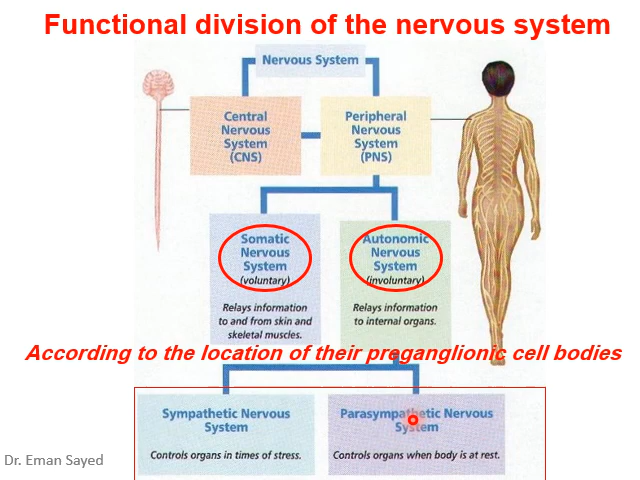 Functional division of the nervous system
Nervous System
Central
Nervous
System
(CNS)
Peripheral
Nervous
System
(PNS)
Somatic
Nervous
System
(voluntary)
Relays information
to and from skin and
skeletal muscles.
Autonomic
Nervous
System
(involuntary)
Relays information
to internal organs.
According to the location of their preganglionic cell bodies
Sympathetic Nervous
System
Controls organs in times of stress.
Parasympathetic Nervous
System
Controls organs when body is at rest.
Dr. Eman Sayed